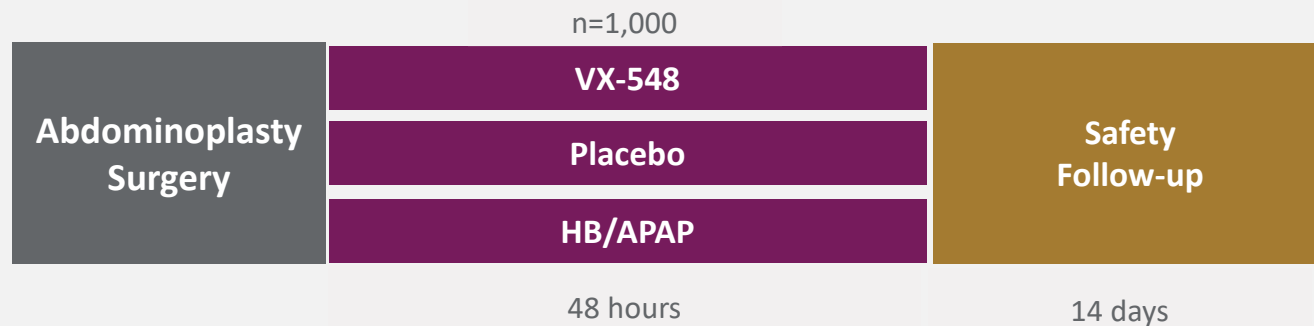 n=1,000
Abdominoplasty
Surgery
VX-548
Placebo
HB/APAP
Safety
Follow-up
48 hours
14 days